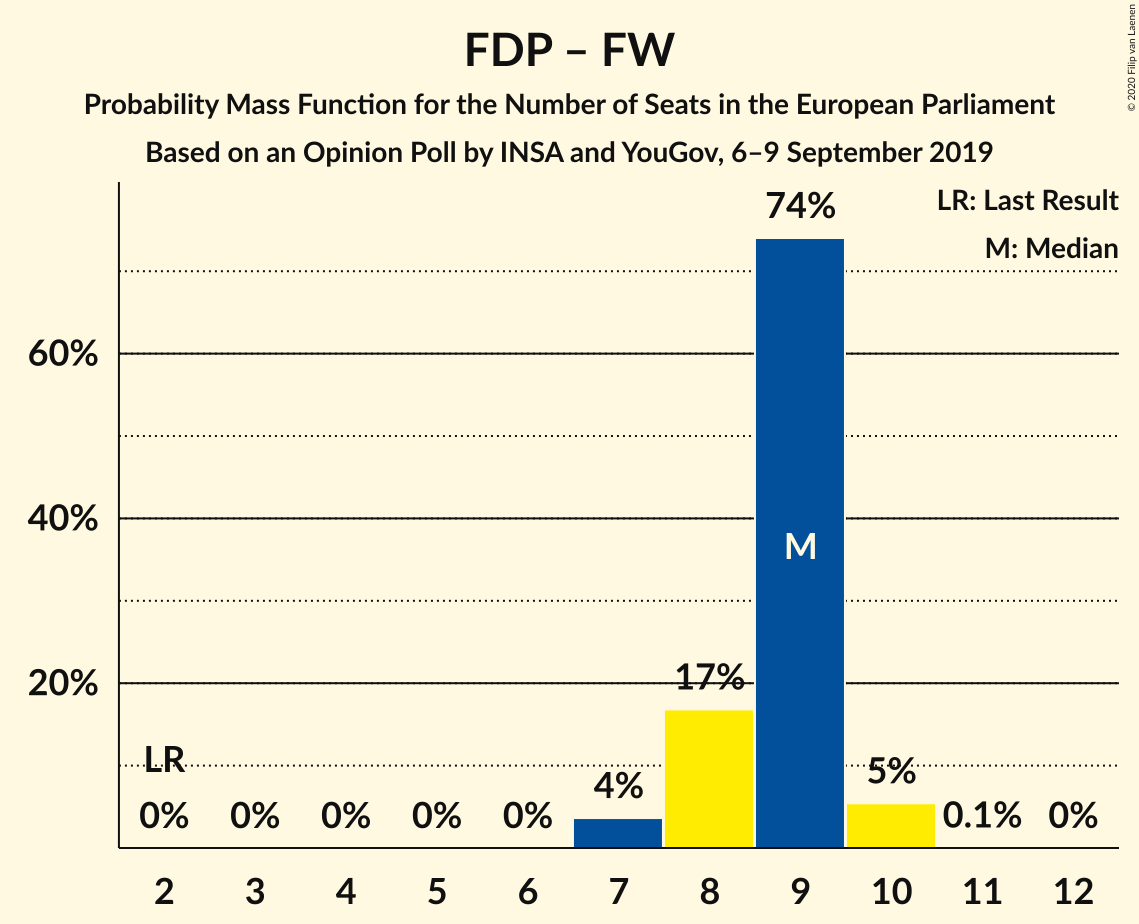 FDP – FW
Probability Mass Function for the Number of Seats in the European Parliament
Based on an Opinion Poll by INSA and YouGov, 6–9 September 2019
© 2020 Filip van Laenen
LR: Last Result
M: Median
74%
60%
40%
M
20%
17%
LR
5%
4%
0% 0% 0% 0% 0% 0.1% 0%
2 3 4 5 6 7 8 9 10 11 12